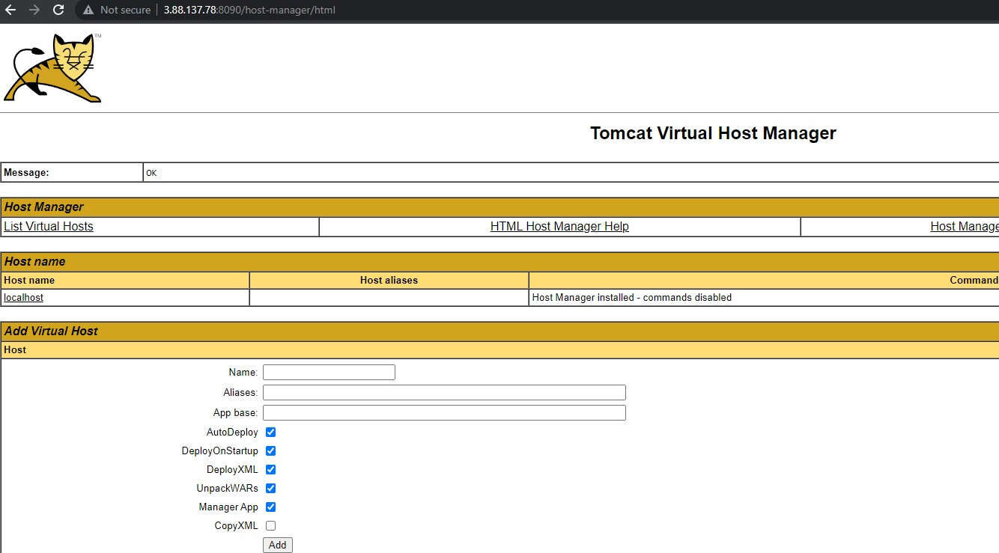 Not secure 3.88.137.78:8090/host-manager/html
TM
Tomcat Virtual Host Manager
Message: OK
Host Manager
List Virtual Hosts HTML Host Manager Help Host Manage
Host name
Host name Host aliases Command
localhost Host Manager installed - commands disabled
Add Virtual Host
Host
Name:
Aliases:
App base:
AutoDeploy
DeployOnStartup
DeployXML
UnpackWARs
Manager App
CopyXML
Add